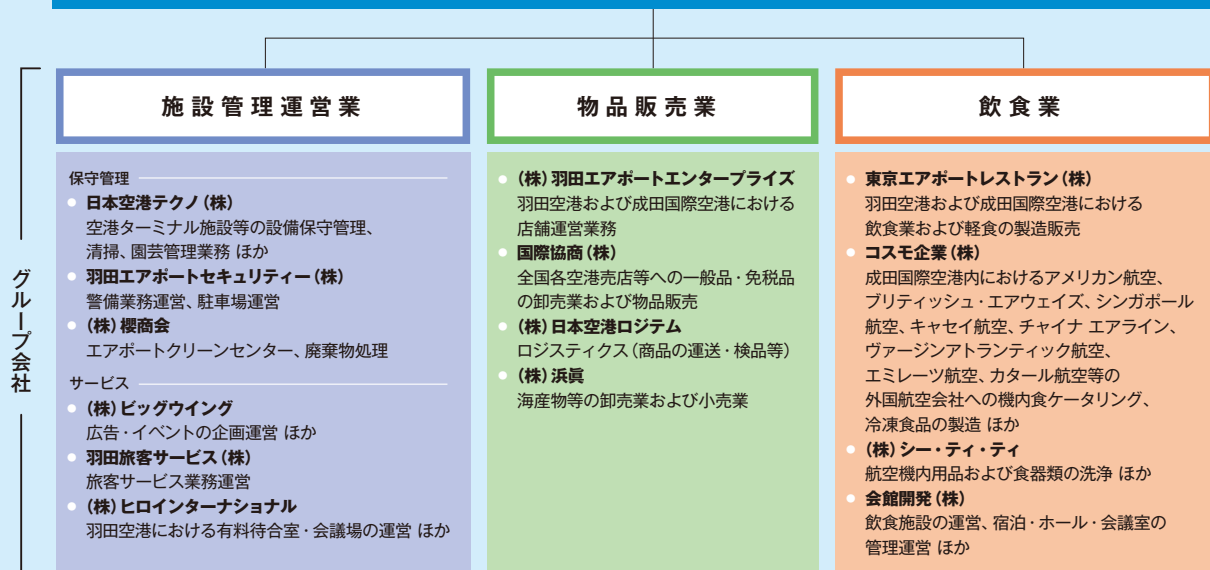 グループ会社
施設管理運営業
保守管理
日本空港テクノ(株)
空港ターミナル施設等の設備保守管理、
清掃、園芸管理業務 ほか
羽田エアポートセキュリティー(株)
警備業務運営、駐車場運営
(株)櫻商会
エアポートクリーンセンター、廃棄物処理
サービス
(株)ビッグウイング
広告・イベントの企画運営 ほか
羽田旅客サービス(株)
旅客サービス業務運営
(株)ヒロインターナショナル
羽田空港における有料待合室・会議場の運営 ほか
物品販売業
(株)羽田エアポートエンタープライズ
羽田空港および成田国際空港における
店舗運営業務
国際協商(株)
全国各空港売店等への一般品・免税品
の卸売業および物品販売
(株)日本空港ロジテム
ロジスティクス(商品の運送・検品等)
(株)浜眞
海産物等の卸売業および小売業
飲食業
東京エアポートレストラン(株)
羽田空港および成田国際空港における
飲食業および軽食の製造販売
コスモ企業(株)
成田国際空港内におけるアメリカン航空、
ブリティッシュ・エアウェイズ、シンガポール
航空、キャセイ航空、チャイナ エアライン、
ヴァージンアトランティック航空、
エミレーツ航空、カタール航空等の
外国航空会社への機内食ケータリング、
冷凍食品の製造 ほか
(株)シー・ティ・ティ
航空機内用品および食器類の洗浄 ほか
会館開発(株)
飲食施設の運営、宿泊・ホール・会議室の
管理運営 ほか